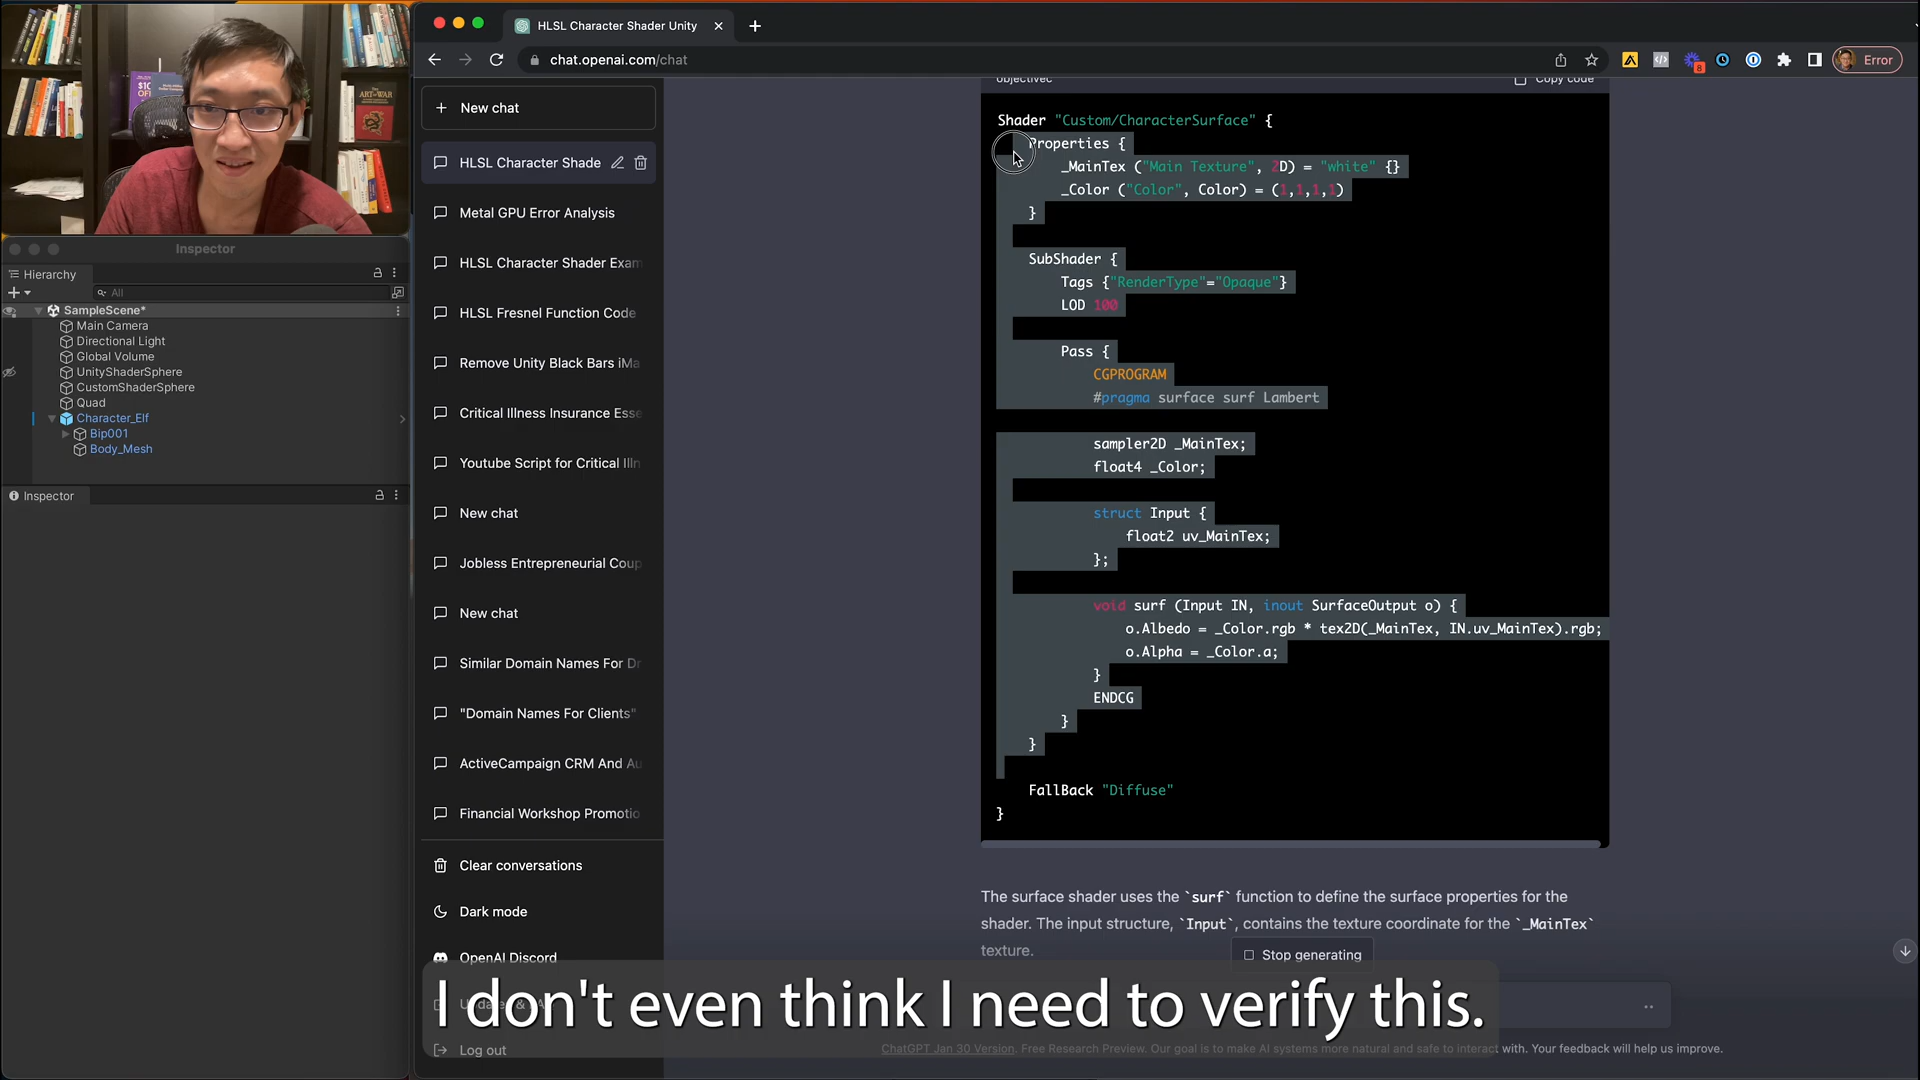 HLSL Character Shader Unity
chat.openai.com/chat
Error
8
New chat
HLSL Character Shade
Metal GPU Error Analysis
HLSL Character Shader Exam
HLSL Fresnel Function Code
Remove Unity Black Bars iMa
Critical Illness Insurance Esse
Youtube Script for Critical Illn
New chat
Jobless Entrepreneurial Coup
New chat
Similar Domain Names For Dr
"Domain Names For Clients"
ActiveCampaign CRM And Au
Financial Workshop Promotio
Clear conversations
Dark mode
OpenAI Discord
Log out
Inspector
Hierarchy
All
SampleScene*
Main Camera
Directional Light
Global Volume
UnityShaderSphere
CustomShaderSphere
Quad
Character_Elf
Bip001
Body_Mesh
Inspector
ART OF
WAR
objectivec
Copy code
Shader "Custom/CharacterSurface" {
Properties {
_MainTex ("Main Texture", 2D) = "white" {}
_Color ("Color", Color) = (1,1,1,1)
}
SubShader {
Tags {"RenderType"="Opaque"}
LOD 100
Pass {
CGPROGRAM
#pragma surface surf Lambert
sampler2D _MainTex;
float4 _Color;
struct Input {
float2 uv_MainTex;
};
void surf (Input IN, inout SurfaceOutput o) {
o.Albedo = _Color.rgb * tex2D(_MainTex, IN.uv_MainTex).rgb;
o.Alpha = _Color.a;
}
ENDCG
}
}
FallBack "Diffuse"
}
The surface shader uses the `surf` function to define the surface properties for the
shader. The input structure, `Input`, contains the texture coordinate for the `_MainTex`
texture.
Stop generating
I don't even think I need to verify this.
ChatGPT Jan 30 Version. Free Research Preview. Our goal is to make AI systems more natural and safe to interact with. Your feedback will help us improve.